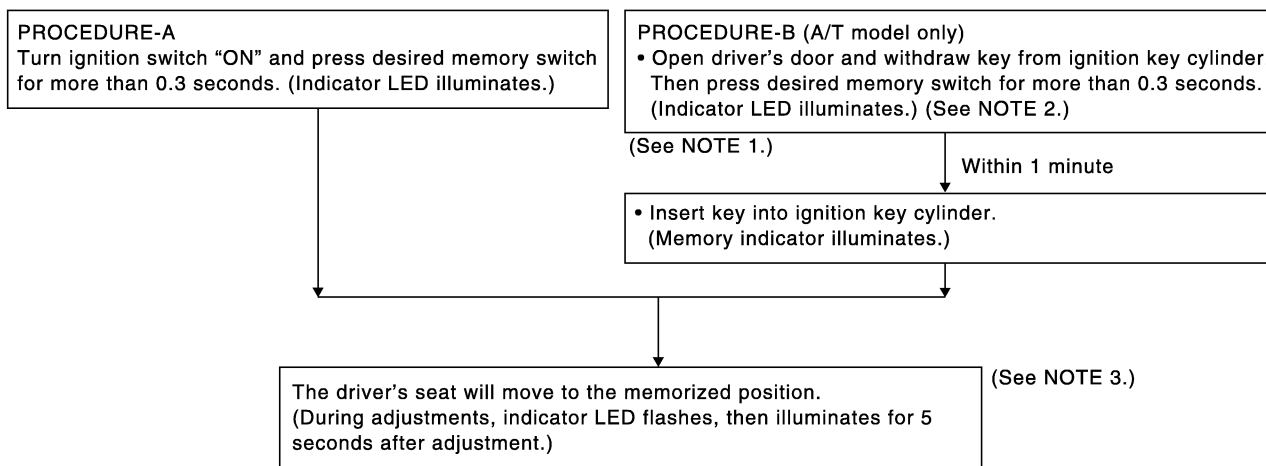 PROCEDURE-A
Turn ignition switch “ON” and press desired memory switch
for more than 0.3 seconds. (Indicator LED illuminates.)
PROCEDURE-B (A/T model only)
• Open driver’s door and withdraw key from ignition key cylinder
Then press desired memory switch for more than 0.3 seconds.
(Indicator LED illuminates.) (See NOTE 2.)
(See NOTE 1.)
Within 1 minute
• Insert key into ignition key cylinder.
(Memory indicator illuminates.)
The driver’s seat will move to the memorized position.
(During adjustments, indicator LED flashes, then illuminates for 5
seconds after adjustment.)
(See NOTE 3.)